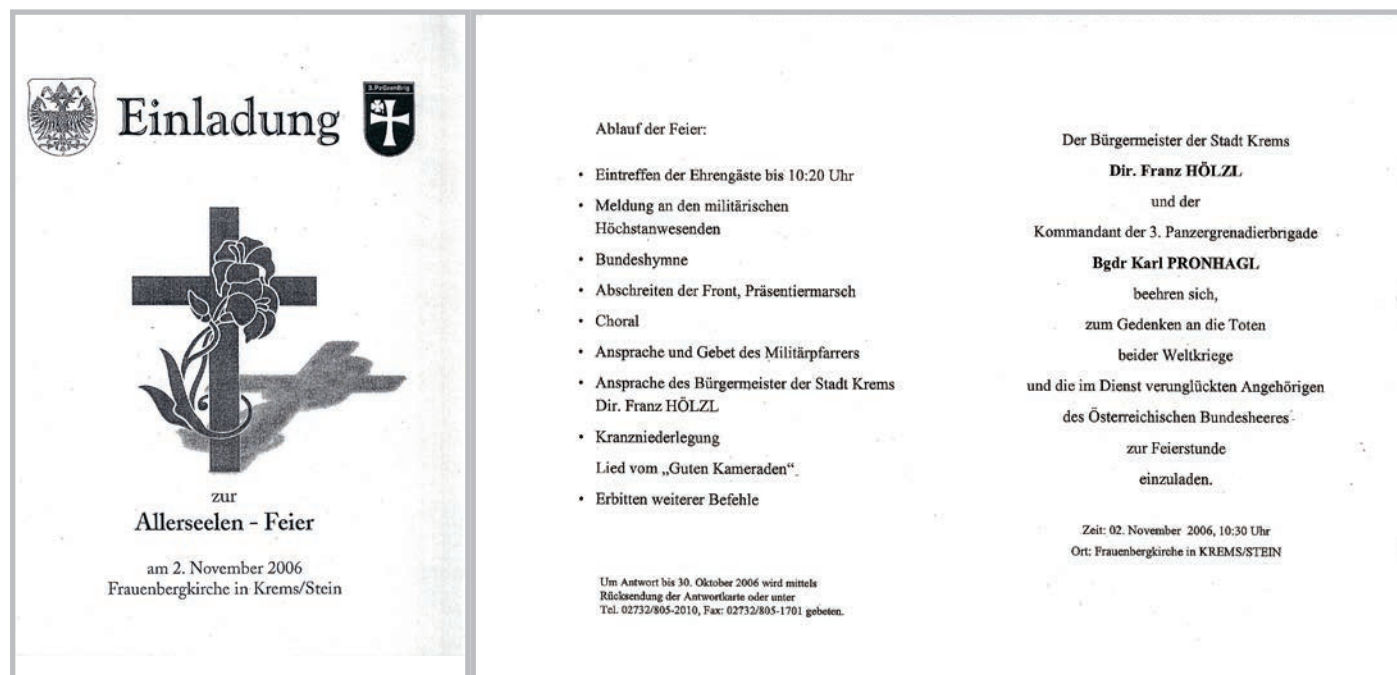 Einladung
3.PzGrenBrig
zur
Allerseelen - Feier
am 2. November 2006
Frauenbergkirche in Krems/Stein
Ablauf der Feier:
• Eintreffen der Ehrengäste bis 10:20 Uhr
• Meldung an den militärischen
Höchstanwesenden
• Bundeshymne
• Abschreiten der Front, Präsentiermarsch
• Choral
• Ansprache und Gebet des Militärpfarrers
• Ansprache des Bürgermeister der Stadt Krems
Dir. Franz HÖLZL
• Kranzniederlegung
Lied vom „Guten Kameraden“
• Erbitten weiterer Befehle
Um Antwort bis 30. Oktober 2006 wird mittels
Rücksendung der Antwortkarte oder unter
Tel. 02732/805-2010, Fax: 02732/805-1701 gebeten.
Der Bürgermeister der Stadt Krems
Dir. Franz HÖLZL
und der
Kommandant der 3. Panzergrenadierbrigade
Bgdr Karl PRONHAGL
beehren sich,
zum Gedenken an die Toten
beider Weltkriege
und die im Dienst verunglückten Angehörigen
des Österreichischen Bundesheeres
zur Feierstunde
einzuladen.
Zeit: 02. November 2006, 10:30 Uhr
Ort: Frauenbergkirche in KREMS/STEIN